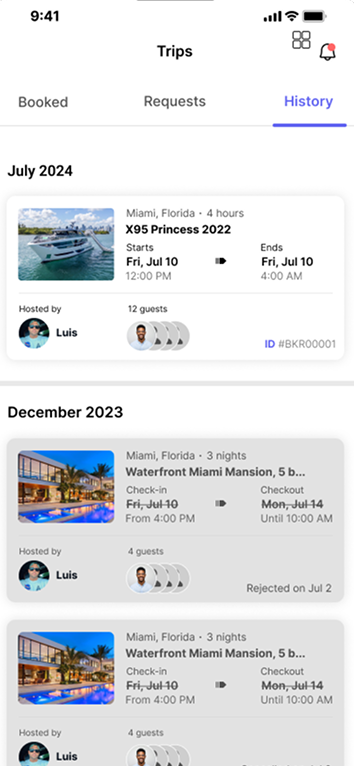 9:41
Trips
Booked Requests History
July 2024
Miami, Florida · 4 hours
X95 Princess 2022
Starts Ends
Fri, Jul 10 Fri, Jul 10
12:00 PM 4:00 AM
Hosted by 12 guests
Luis
ID #BKR00001
December 2023
Miami, Florida · 3 nights
Waterfront Miami Mansion, 5 b...
Check-in Checkout
Fri, Jul 10 Mon, Jul 14
From 4:00 PM Until 10:00 AM
Hosted by 4 guests
Luis
Rejected on Jul 2
Miami, Florida · 3 nights
Waterfront Miami Mansion, 5 b...
Check-in Checkout
Fri, Jul 10 Mon, Jul 14
From 4:00 PM Until 10:00 AM
Hosted by 4 guests
Luis